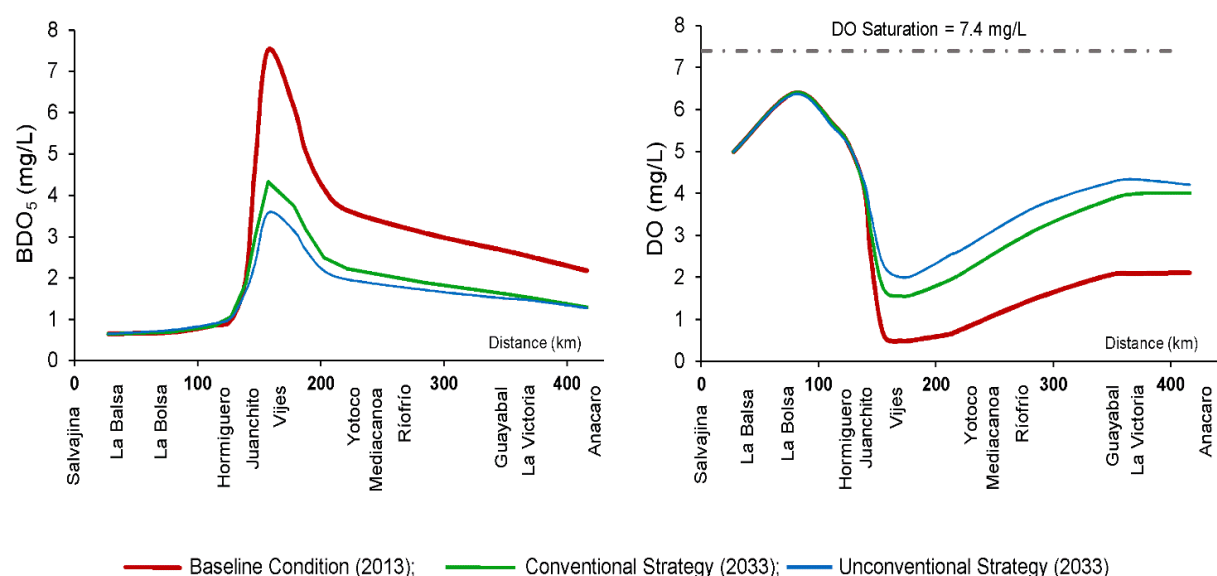 8
7
6
5
4
3
2
1
0
BDO₅ (mg/L)
Distance (km)
0
100
200
300
400
Salvajina
La Balsa
La Bolsa
Hormiguero
Juanchito
Vijes
Yotoco
Mediacanoa
Riofrío
Guayabal
La Victoria
Anacaro
DO Saturation = 7.4 mg/L
8
7
6
5
4
3
2
1
0
DO (mg/L)
Distance (km)
0
100
200
300
400
Salvajina
La Balsa
La Bolsa
Hormiguero
Juanchito
Vijes
Yotoco
Mediacanoa
Riofrío
Guayabal
La Victoria
Anacaro
Baseline Condition (2013); Conventional Strategy (2033); Unconventional Strategy (2033)